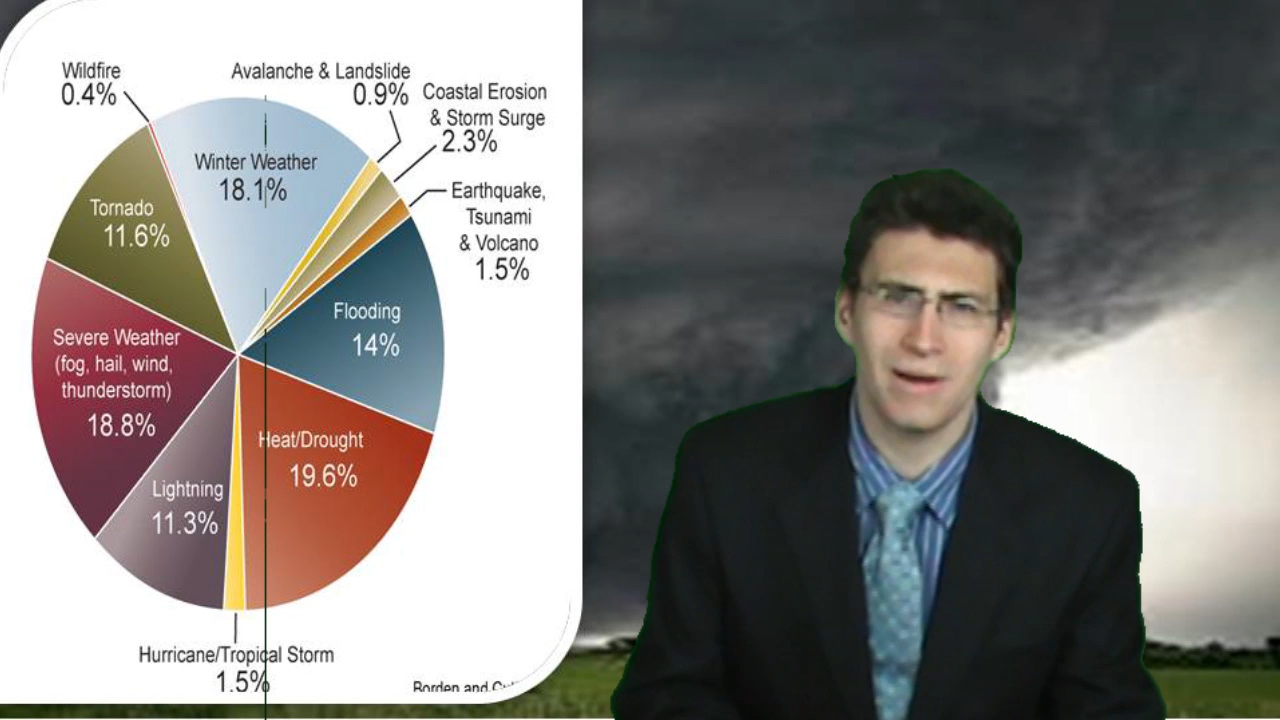 Wildfire
0.4%
Avalanche & Landslide
0.9%
Coastal Erosion
& Storm Surge
2.3%
Earthquake,
Tsunami
& Volcano
1.5%
Winter Weather
18.1%
Tornado
11.6%
Flooding
14%
Severe Weather
(fog, hail, wind,
thunderstorm)
18.8%
Heat/Drought
19.6%
Lightning
11.3%
Hurricane/Tropical Storm
1.5%
Borden and